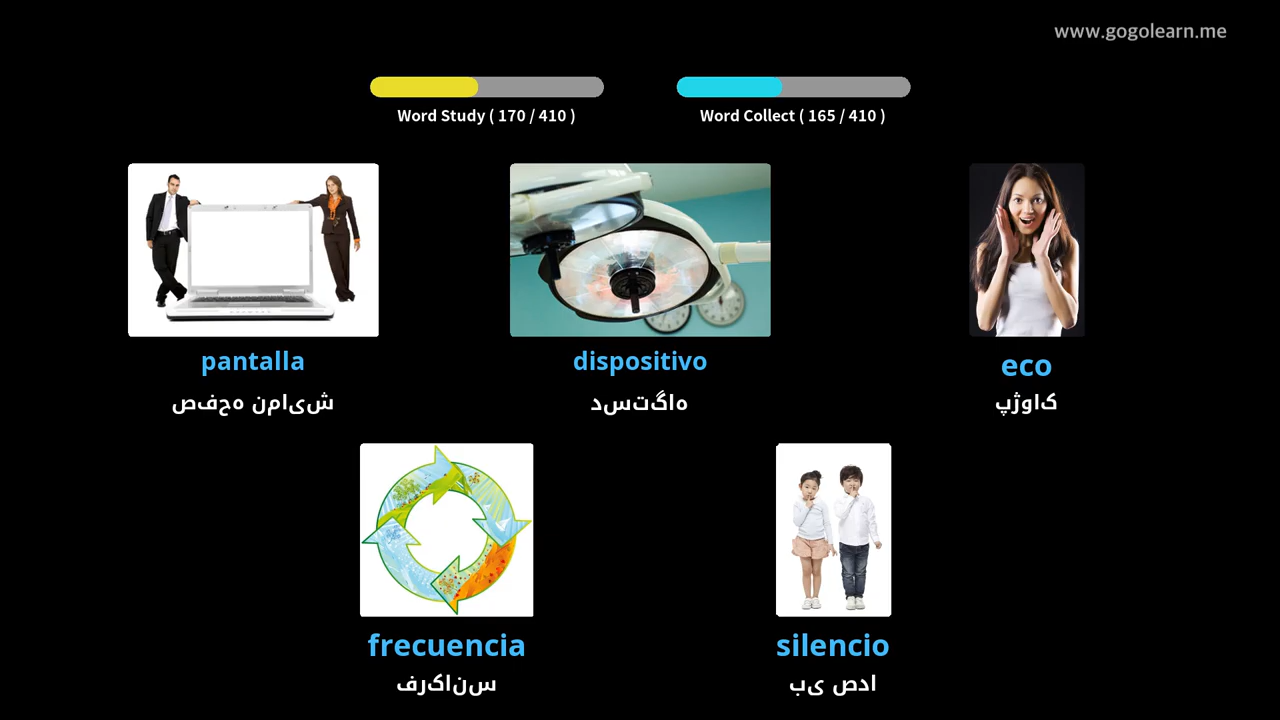 www.gogolearn.me
Word Study ( 170 / 410 )
Word Collect ( 165 / 410 )
pantalla
شیامن هحفص
dispositivo
هاگتسد
eco
کاوژپ
frecuencia
سناکرف
silencio
ادص یب